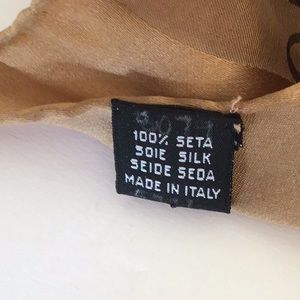 100% SETA
SOIE SILK
SEIDE SEDA
MADE IN ITALY